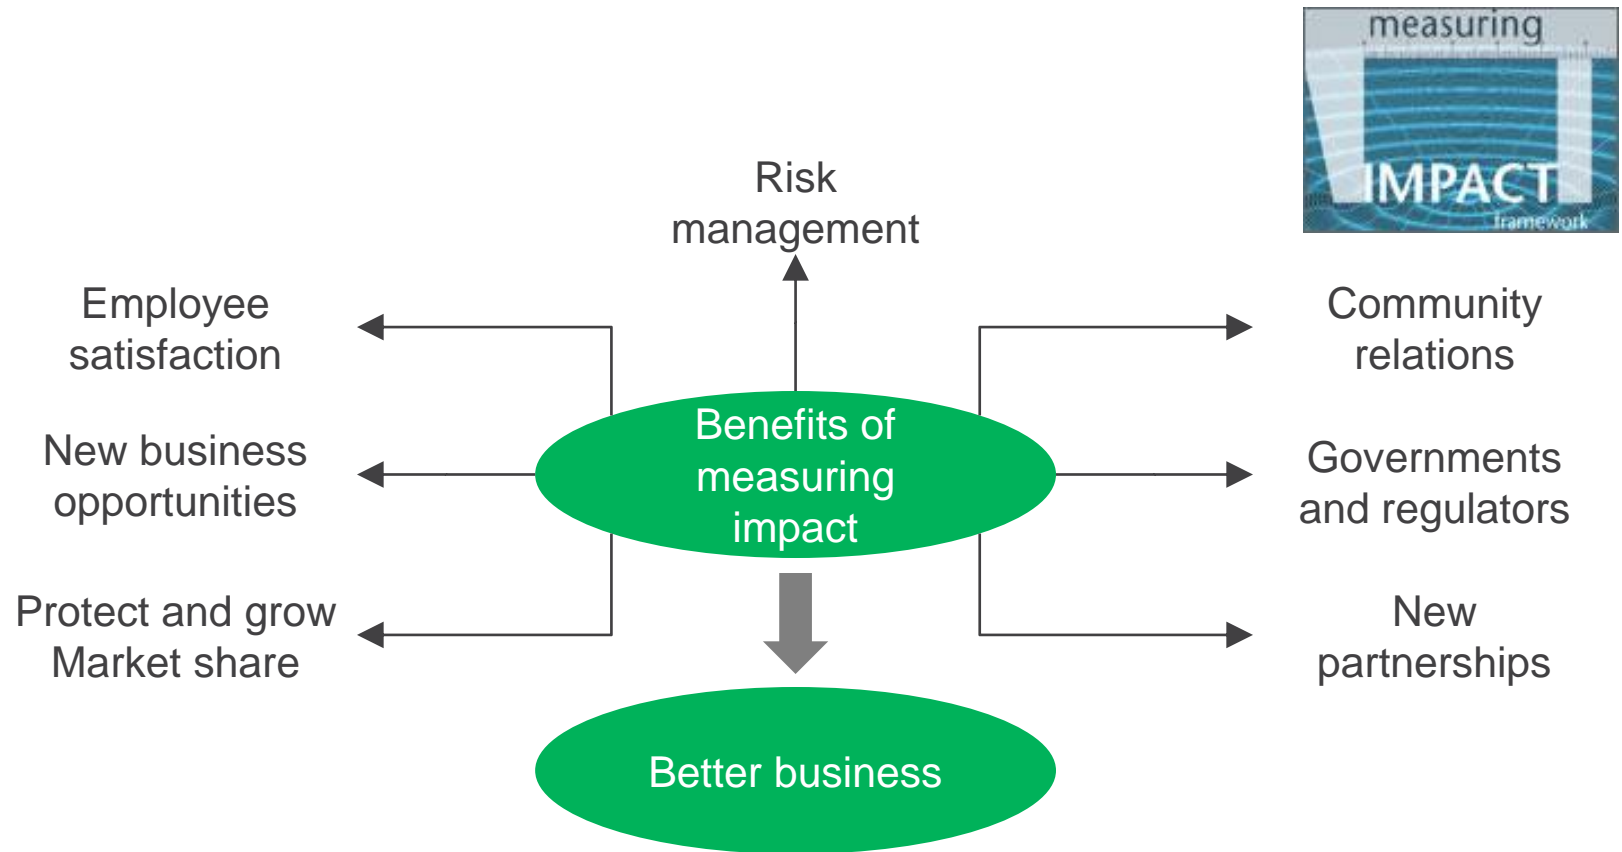 measuring
IMPACT
framework
Risk
management
Employee
satisfaction
Community
relations
Benefits of
measuring
impact
New business
opportunities
Governments
and regulators
Protect and grow
Market share
New
partnerships
Better business